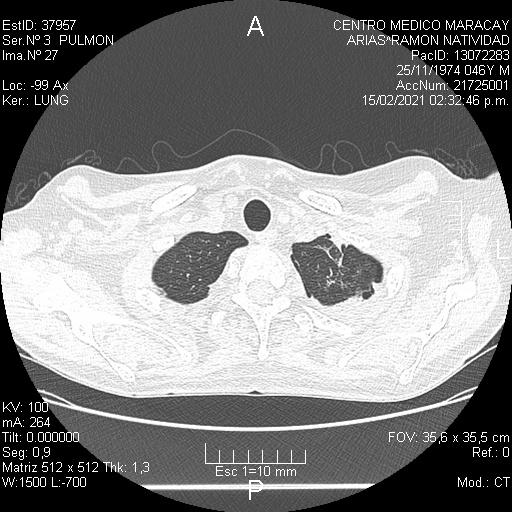 EstID: 37957
Ser.Nº 3 PULMON
Ima.Nº 27
Loc: -99 Ax
Ker.: LUNG
A
CENTRO MEDICO MARACAY
ARIAS^RAMON NATIVIDAD
PacID: 13072283
25/11/1974 046Y M
AccNum: 21725001
15/02/2021 02:32:46 p.m.
KV: 100
mA: 264
Tilt: 0.000000
Seg: 0,9
Matriz 512 x 512 Thk: 1,3
W:1500 L:-700
Esc 1=10 mm
P
FOV: 35,6 x 35,5 cm
Ref.: 0
Mod.: CT